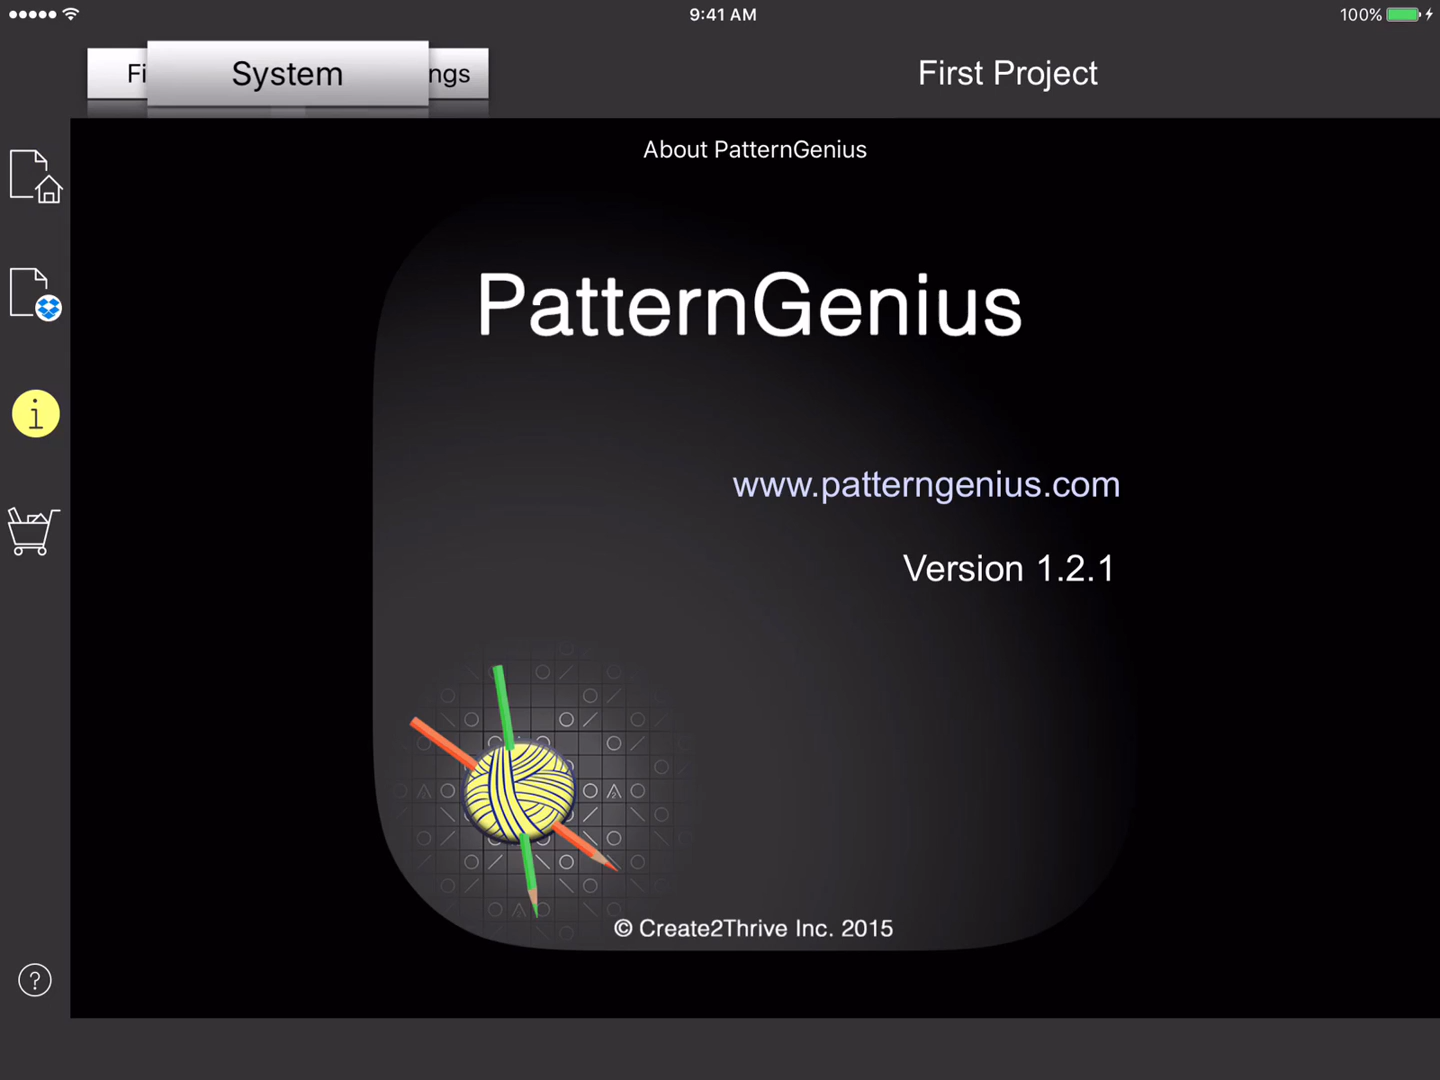 9:41 AM
100%
Fi
System
ngs
First Project
About PatternGenius
PatternGenius
www.patterngenius.com
i
Version 1.2.1
© Create2Thrive Inc. 2015
?